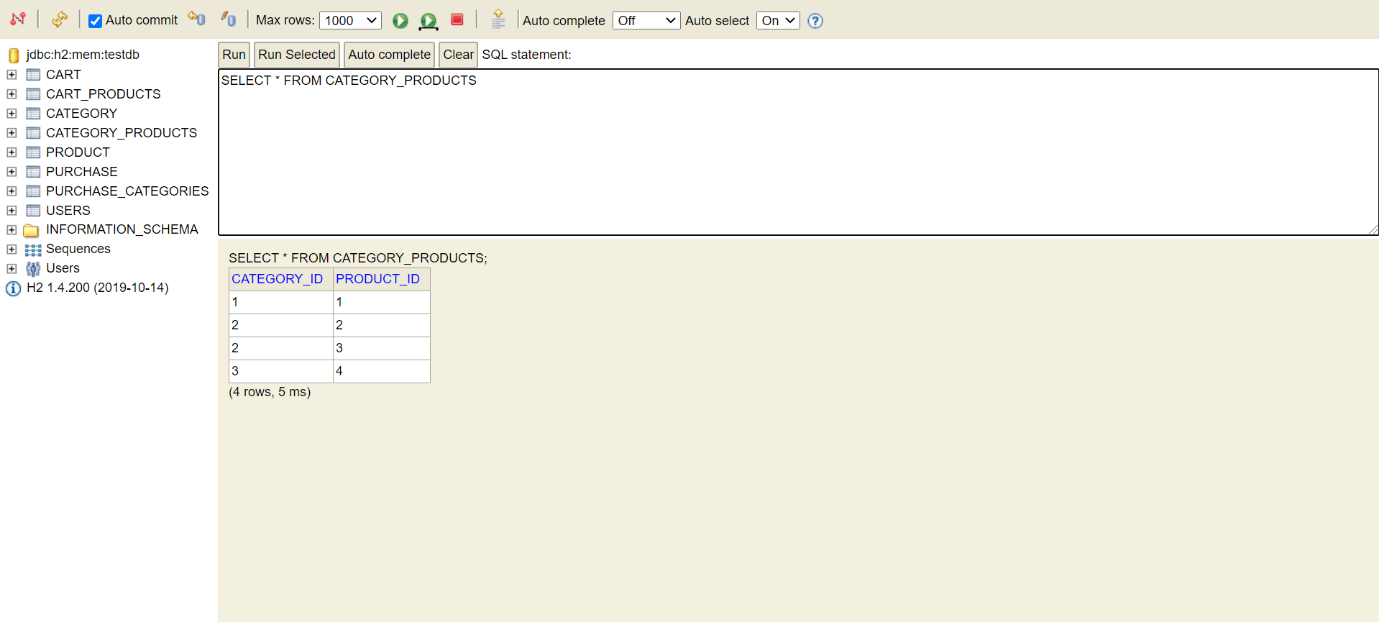 Auto commit Max rows: 1000 Auto complete Off Auto select On ?
jdbc:h2:mem:testdb
CART
CART_PRODUCTS
CATEGORY
CATEGORY_PRODUCTS
PRODUCT
PURCHASE
PURCHASE_CATEGORIES
USERS
INFORMATION_SCHEMA
Sequences
Users
H2 1.4.200 (2019-10-14)
Run Run Selected Auto complete Clear SQL statement:
SELECT * FROM CATEGORY_PRODUCTS
SELECT * FROM CATEGORY_PRODUCTS;
CATEGORY_ID PRODUCT_ID
1 1
2 2
2 3
3 4
(4 rows, 5 ms)